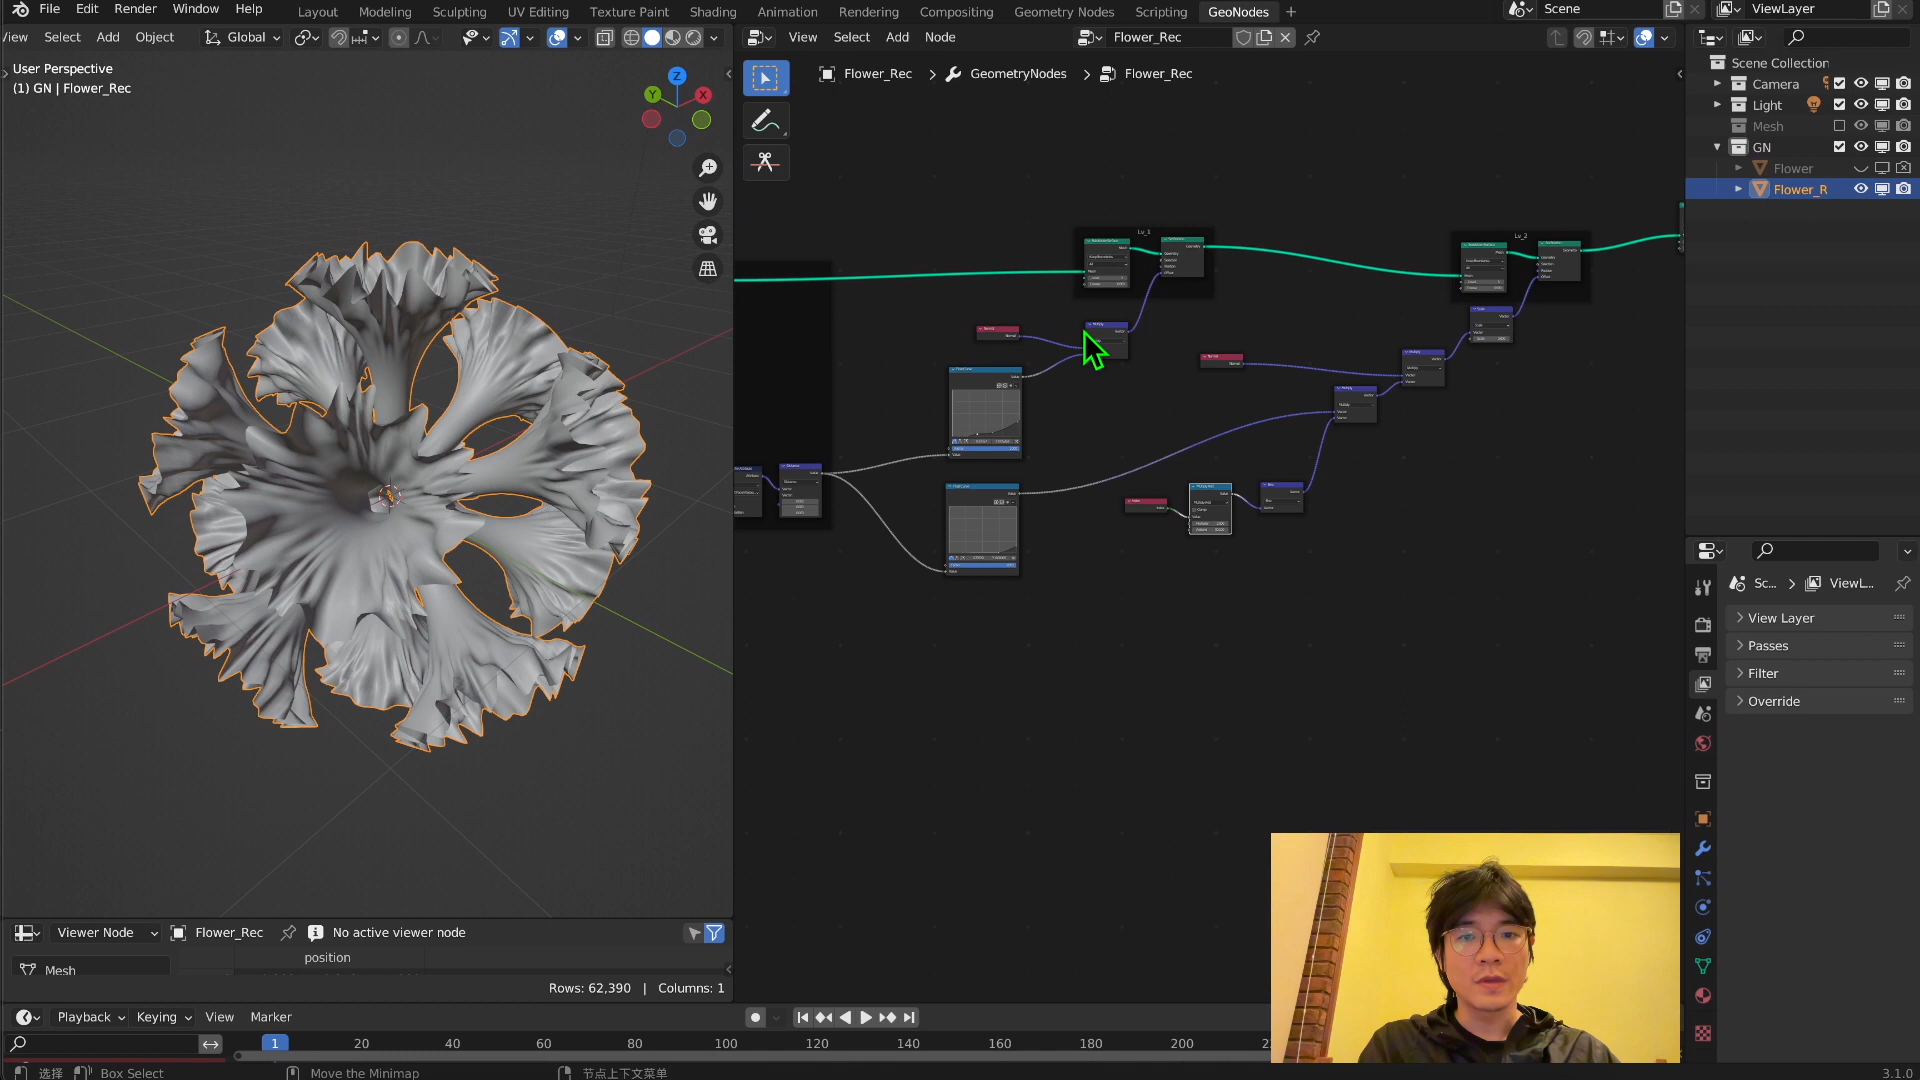 File Edit Render Window Help Layout Modeling Sculpting UV Editing Texture Paint Shading Animation Rendering Compositing Geometry Nodes Scripting GeoNodes + Scene ViewLayer
View Select Add Object Global View Select Add Node Flower_Rec
User Perspective
(1) GN | Flower_Rec
Z
Y
X
Flower_Rec > GeometryNodes > Flower_Rec
Lv_1
Lv_2
Scene Collection
Camera
Light
Mesh
GN
Flower
Flower_R
Sc... > ViewL...
View Layer
Passes
Filter
Override
Viewer Node Flower_Rec No active viewer node
position
Mesh
Rows: 62,390 | Columns: 1
Playback Keying View Marker
1 20 40 60 80 100 120 140 160 180 200
选择 Box Select Move the Minimap 节点上下文菜单 3.1.0